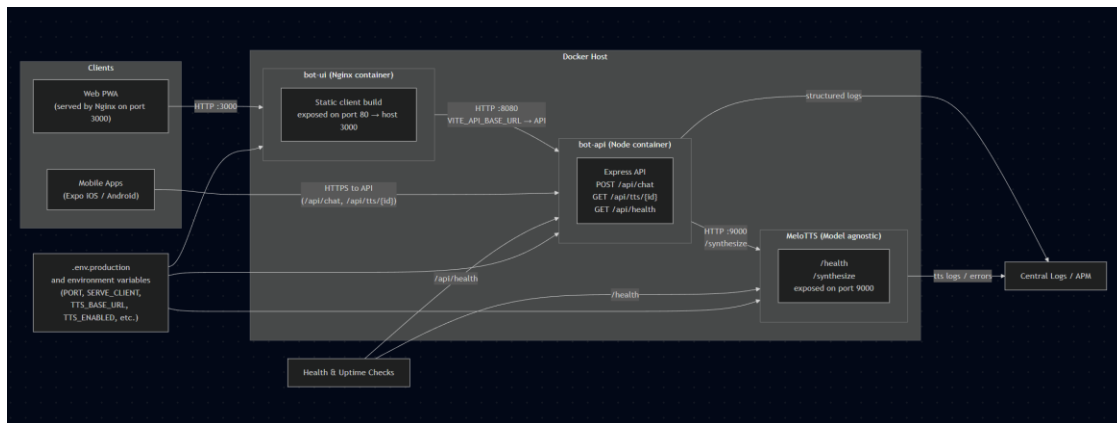 Docker Host
Clients
Web PWA
(served by Nginx on port
3000)
Mobile Apps
(Expo iOS / Android)
.env.production
and environment variables
(PORT, SERVE_CLIENT,
TTS_BASE_URL,
TTS_ENABLED, etc.)
HTTP :3000
bot-ui (Nginx container)
Static client build
exposed on port 80 → host
3000
HTTP :8080
VITE_API_BASE_URL → API
HTTPS to API
(/api/chat, /api/tts/[id])
bot-api (Node container)
Express API
POST /api/chat
GET /api/tts/[id]
GET /api/health
structured logs
HTTP :9000
/synthesize
MeloTTS (Model agnostic)
/health
/synthesize
exposed on port 9000
tts logs / errors
Central Logs / APM
/api/health
/health
Health & Uptime Checks